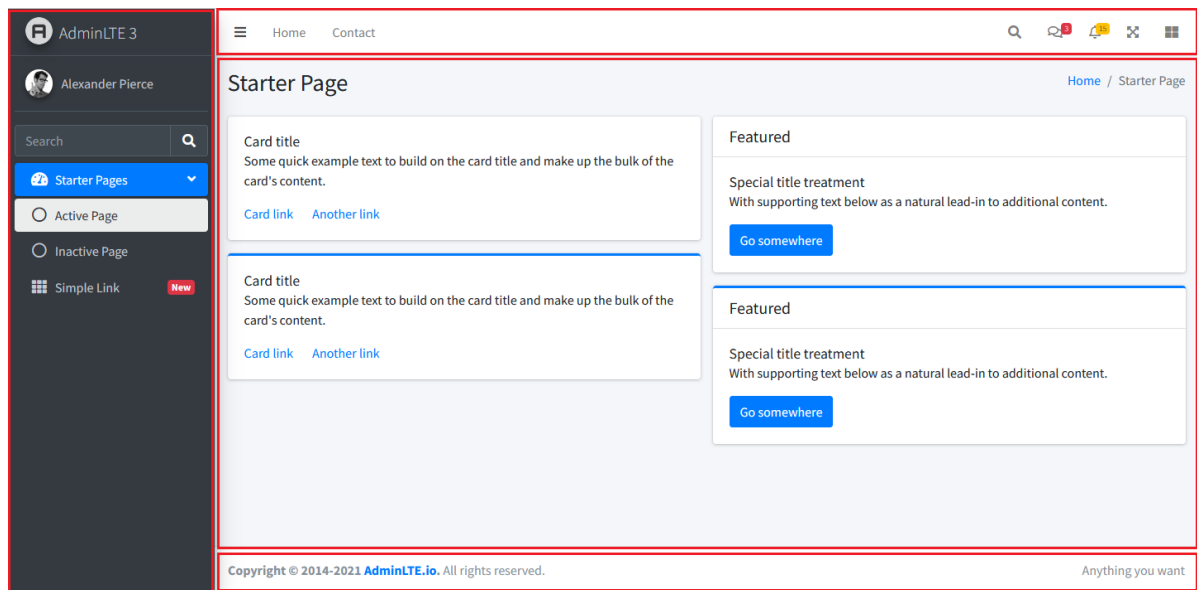 AdminLTE 3
Alexander Pierce
Search
Starter Pages
Active Page
Inactive Page
Simple Link New
Home Contact
3 15
Starter Page
Home / Starter Page
Card title
Some quick example text to build on the card title and make up the bulk of the
card's content.
Card link Another link
Card title
Some quick example text to build on the card title and make up the bulk of the
card's content.
Card link Another link
Featured
Special title treatment
With supporting text below as a natural lead-in to additional content.
Go somewhere
Featured
Special title treatment
With supporting text below as a natural lead-in to additional content.
Go somewhere
Copyright © 2014-2021 AdminLTE.io. All rights reserved.
Anything you want